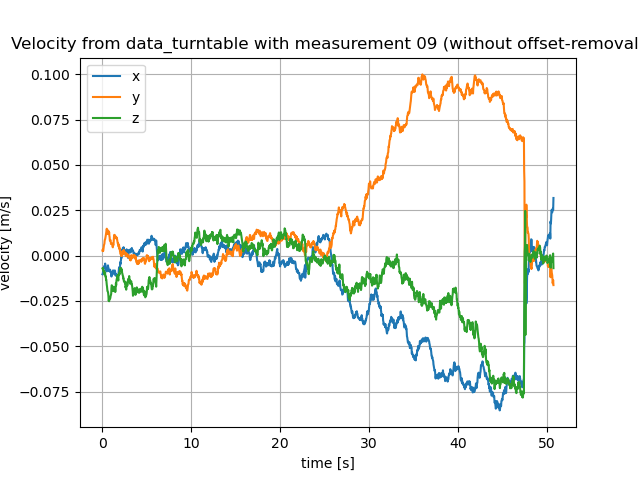 Velocity from data_turntable with measurement 09 (without offset-removal
x
y
z
velocity [m/s]
0.100
0.075
0.050
0.025
0.000
−0.025
−0.050
−0.075
0 10 20 30 40 50
time [s]